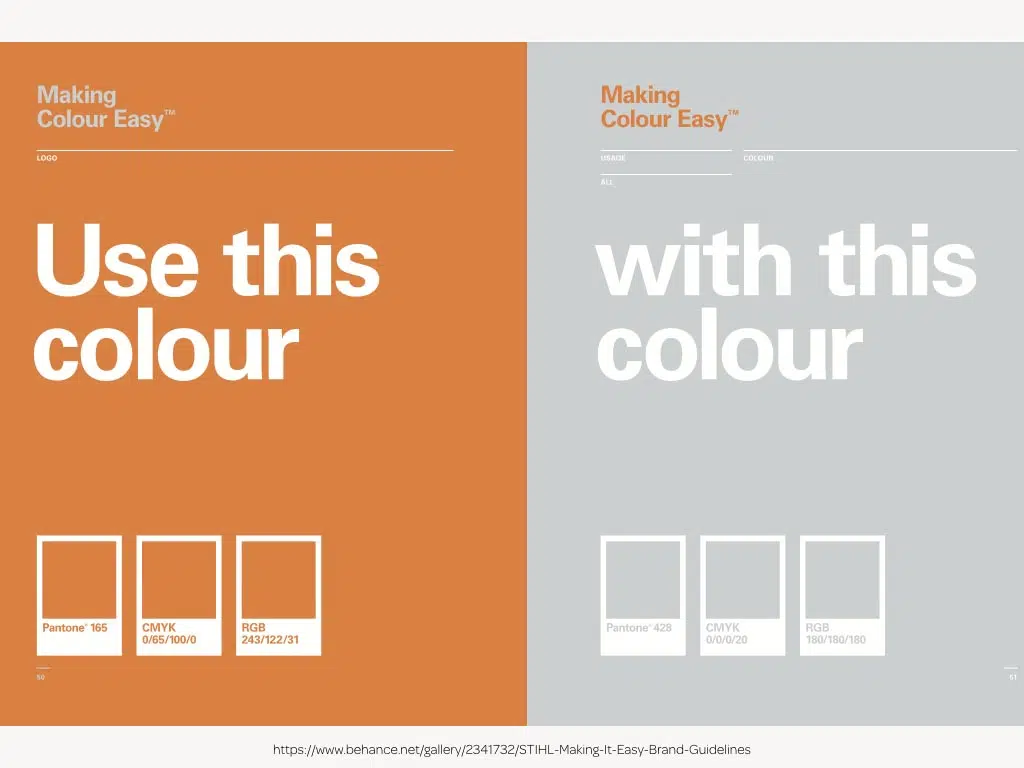 Making
Colour Easy™
LOGO
Use this
colour
Pantone® 165
CMYK
0/65/100/0
RGB
243/122/31
50
Making
Colour Easy™
USAGE
COLOUR
ALL
with this
colour
Pantone® 428
CMYK
0/0/0/20
RGB
180/180/180
51
https://www.behance.net/gallery/2341732/STIHL-Making-It-Easy-Brand-Guidelines